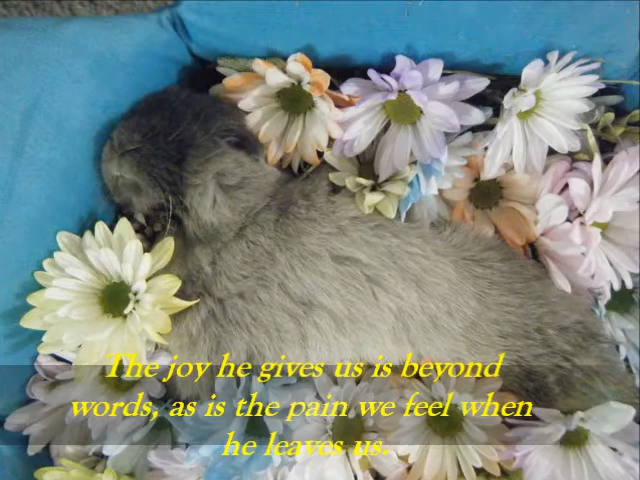 The joy he gives us is beyond
words, as is the pain we feel when
he leaves us.